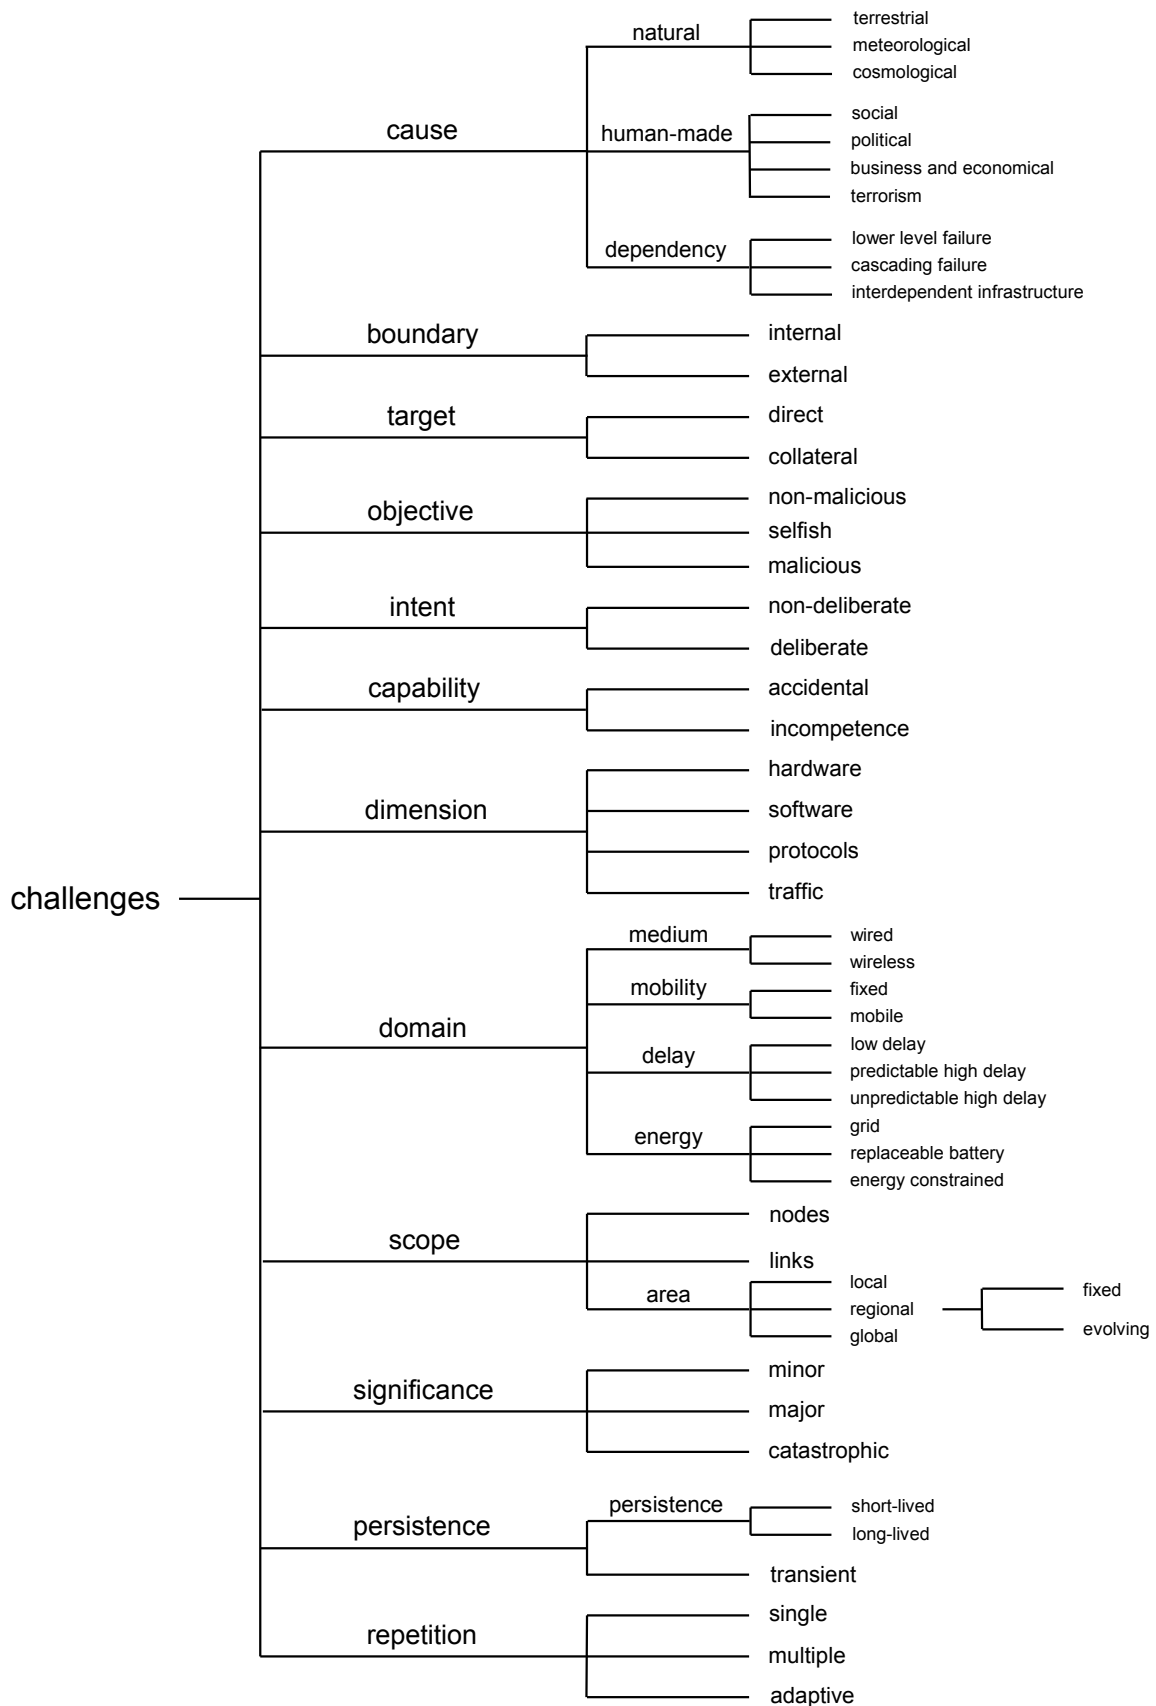 challenges
cause
natural
terrestrial
meteorological
cosmological
human-made
social
political
business and economical
terrorism
dependency
lower level failure
cascading failure
interdependent infrastructure
boundary
internal
external
target
direct
collateral
objective
non-malicious
selfish
malicious
intent
non-deliberate
deliberate
capability
accidental
incompetence
dimension
hardware
software
protocols
traffic
domain
medium
wired
wireless
mobility
fixed
mobile
delay
low delay
predictable high delay
unpredictable high delay
energy
grid
replaceable battery
energy constrained
scope
nodes
links
area
local
regional
fixed
evolving
global
significance
minor
major
catastrophic
persistence
persistence
short-lived
long-lived
transient
repetition
single
multiple
adaptive